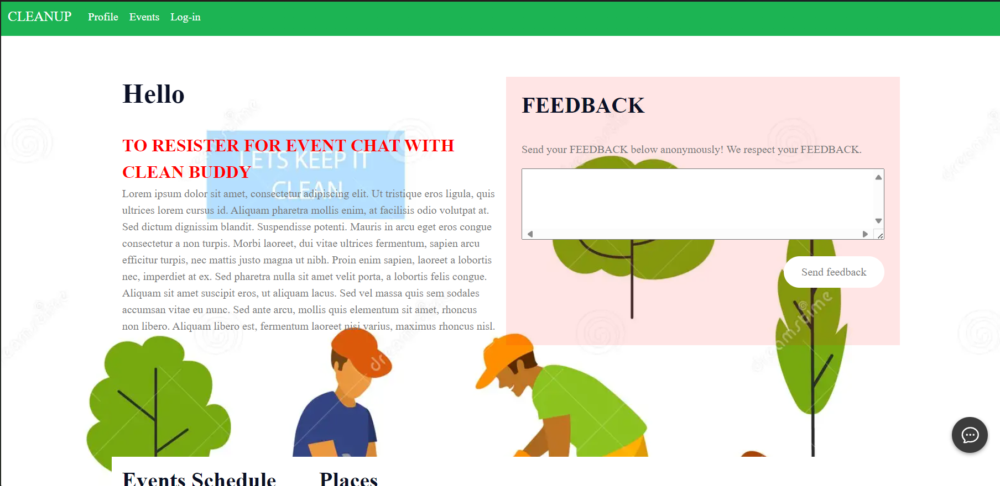 CLEANUP Profile Events Log-in
Hello
TO RESISTER FOR EVENT CHAT WITH
CLEAN BUDDY
LETS KEEP IT
CLEAN
Lorem ipsum dolor sit amet, consectetur adipiscing elit. Ut tristique eros ligula, quis
ultrices lorem cursus id. Aliquam pharetra mollis enim, at facilisis odio volutpat at.
Sed dictum dignissim blandit. Suspendisse potenti. Mauris in arcu eget eros congue
consectetur a non turpis. Morbi laoreet, dui vitae ultrices fermentum, sapien arcu
efficitur turpis, nec mattis justo magna ut nibh. Proin enim sapien, laoreet a lobortis
nec, imperdiet at ex. Sed pharetra nulla sit amet velit porta, a lobortis felis congue.
Aliquam sit amet suscipit eros, ut aliquam lacus. Sed vel massa quis sem sodales
accumsan vitae eu nunc. Sed ante arcu, mollis quis elementum sit amet, rhoncus
non libero. Aliquam libero est, fermentum laoreet nisi varius, maximus rhoncus nisl.
FEEDBACK
Send your FEEDBACK below anonymously! We respect your FEEDBACK.
Send feedback
dreamstime
dreamstime
Events Schedule
Places